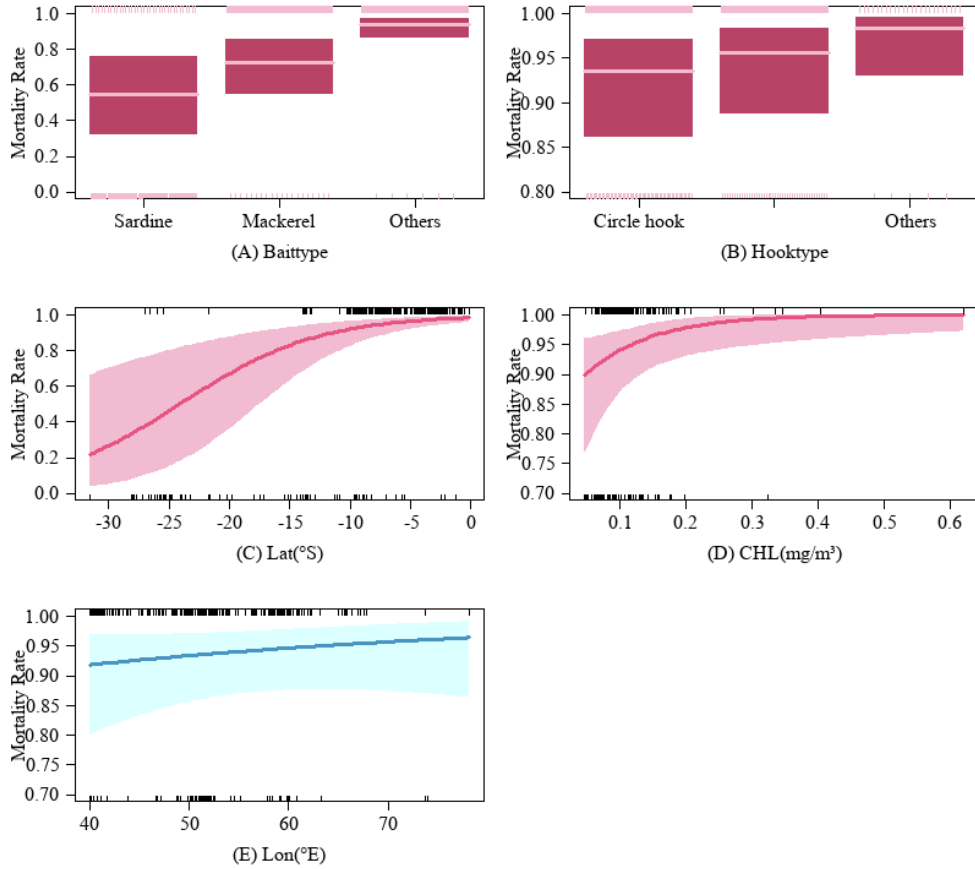 Mortality Rate
1.0
0.8
0.6
0.4
0.2
0.0
Sardine Mackerel Others
(A) Baittype
Mortality Rate
1.00
0.95
0.90
0.85
0.80
Circle hook Others
(B) Hooktype
Mortality Rate
1.0
0.8
0.6
0.4
0.2
0.0
-30 -25 -20 -15 -10 -5 0
(C) Lat(°S)
Mortality Rate
1.00
0.95
0.90
0.85
0.80
0.75
0.70
0.1 0.2 0.3 0.4 0.5 0.6
(D) CHL(mg/m³)
Mortality Rate
1.00
0.95
0.90
0.85
0.80
0.75
0.70
40 50 60 70
(E) Lon(°E)